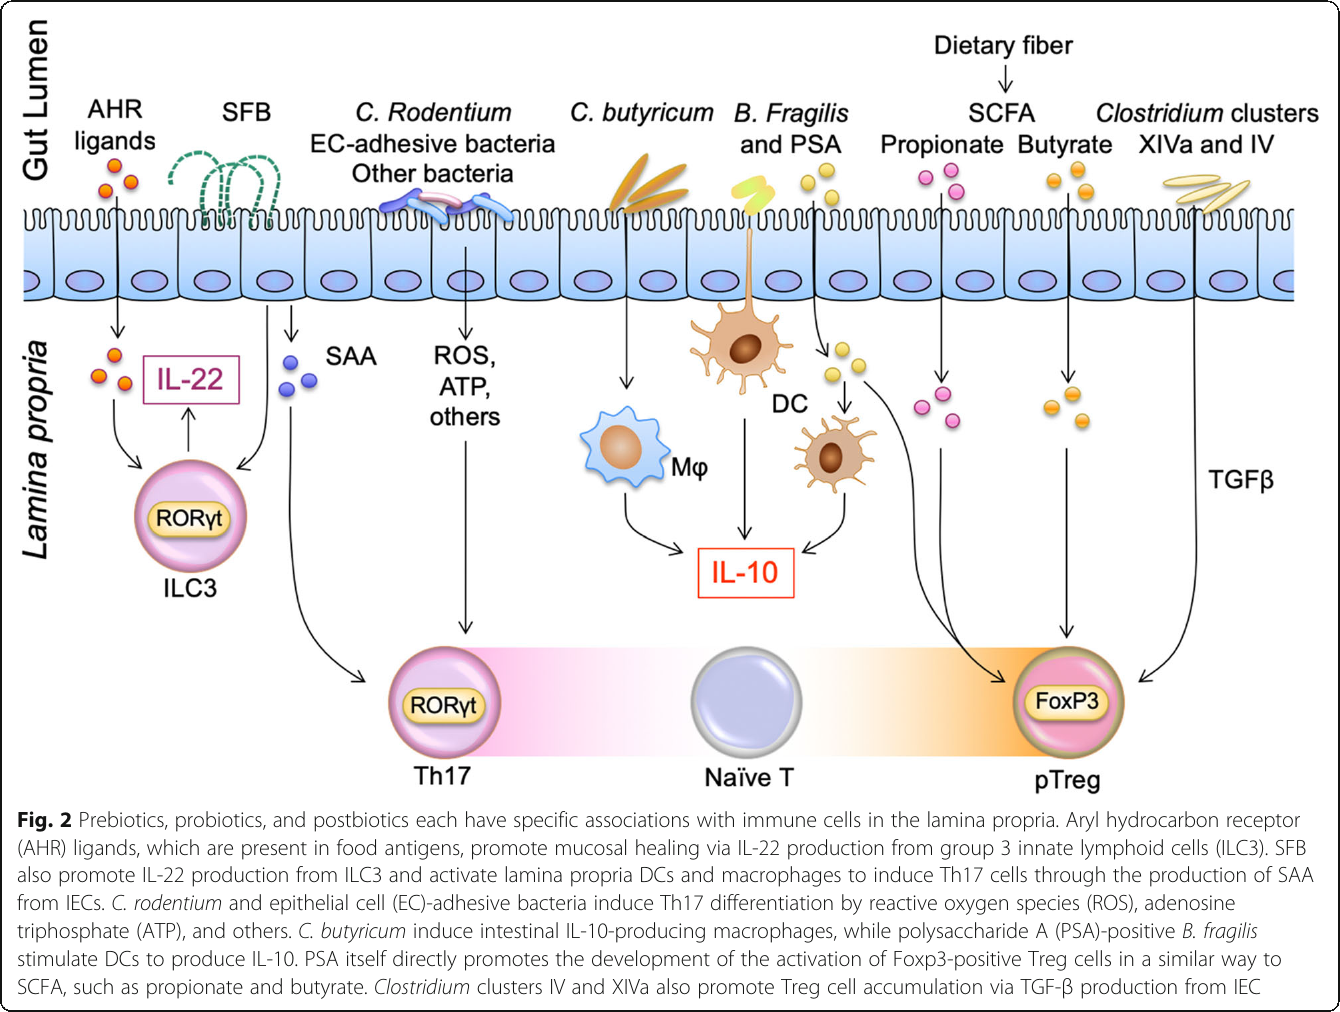 Gut Lumen
Dietary fiber
AHR
ligands
SFB
C. Rodentium
EC-adhesive bacteria
Other bacteria
C. butyricum
B. Fragilis
and PSA
SCFA
Propionate Butyrate
Clostridium clusters
XIVa and IV
Lamina propria
IL-22
SAA
ROS,
ATP,
others
DC
Mφ
TGFβ
RORγt
ILC3
IL-10
RORγt
Th17
Naïve T
FoxP3
pTreg
Fig. 2 Prebiotics, probiotics, and postbiotics each have specific associations with immune cells in the lamina propria. Aryl hydrocarbon receptor
(AHR) ligands, which are present in food antigens, promote mucosal healing via IL-22 production from group 3 innate lymphoid cells (ILC3). SFB
also promote IL-22 production from ILC3 and activate lamina propria DCs and macrophages to induce Th17 cells through the production of SAA
from IECs. C. rodentium and epithelial cell (EC)-adhesive bacteria induce Th17 differentiation by reactive oxygen species (ROS), adenosine
triphosphate (ATP), and others. C. butyricum induce intestinal IL-10-producing macrophages, while polysaccharide A (PSA)-positive B. fragilis
stimulate DCs to produce IL-10. PSA itself directly promotes the development of the activation of Foxp3-positive Treg cells in a similar way to
SCFA, such as propionate and butyrate. Clostridium clusters IV and XIVa also promote Treg cell accumulation via TGF-β production from IEC